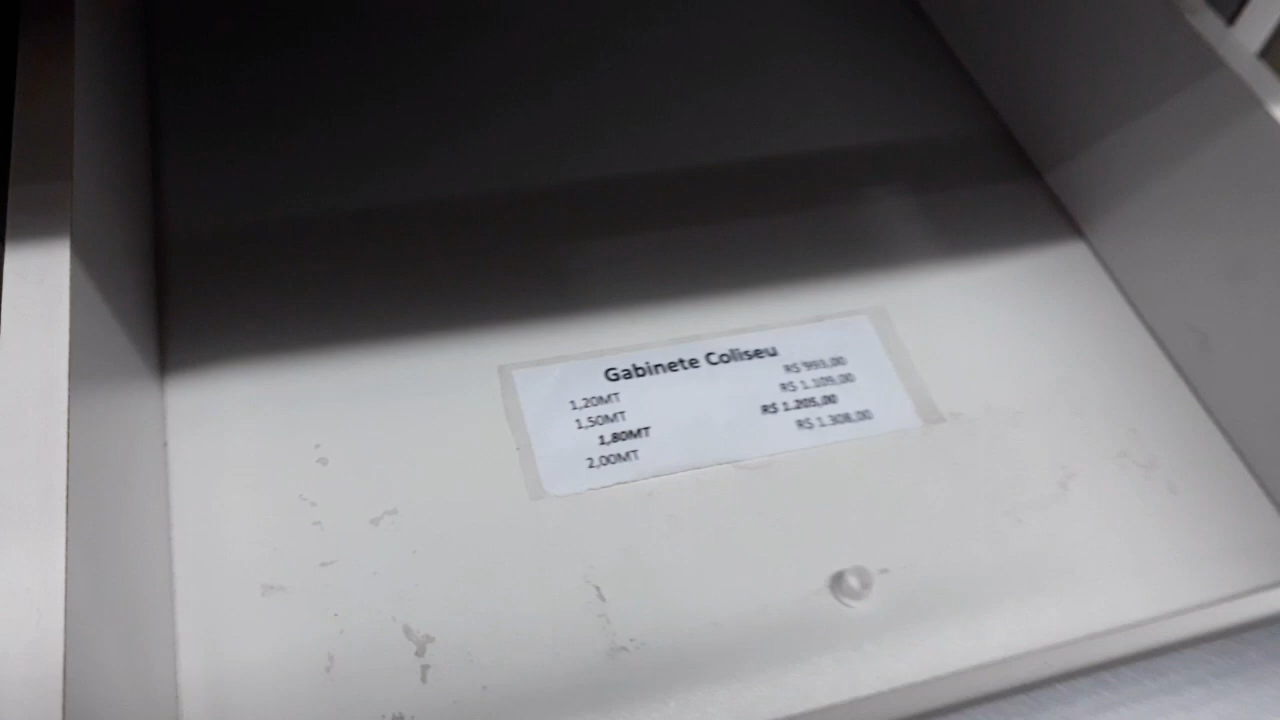 Gabinete Coliseu
1,20MT R$ 993,00
1,50MT R$ 1.109,00
1,80MT R$ 1.205,00
2,00MT R$ 1.308,00